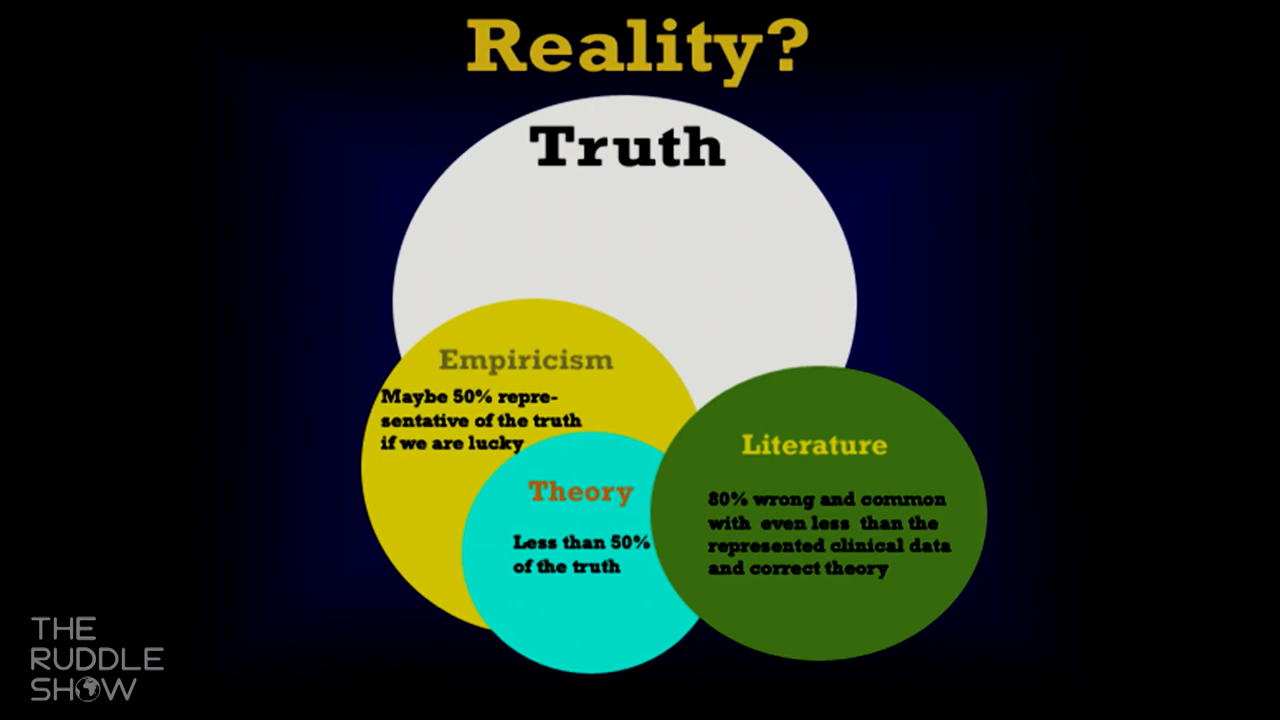 Reality?
Truth
Empiricism
Maybe 50% repre-
sentative of the truth
if we are lucky
Theory
Less than 50%
of the truth
Literature
80% wrong and common
with even less than the
represented clinical data
and correct theory
THE
RUDDLE
SHOW